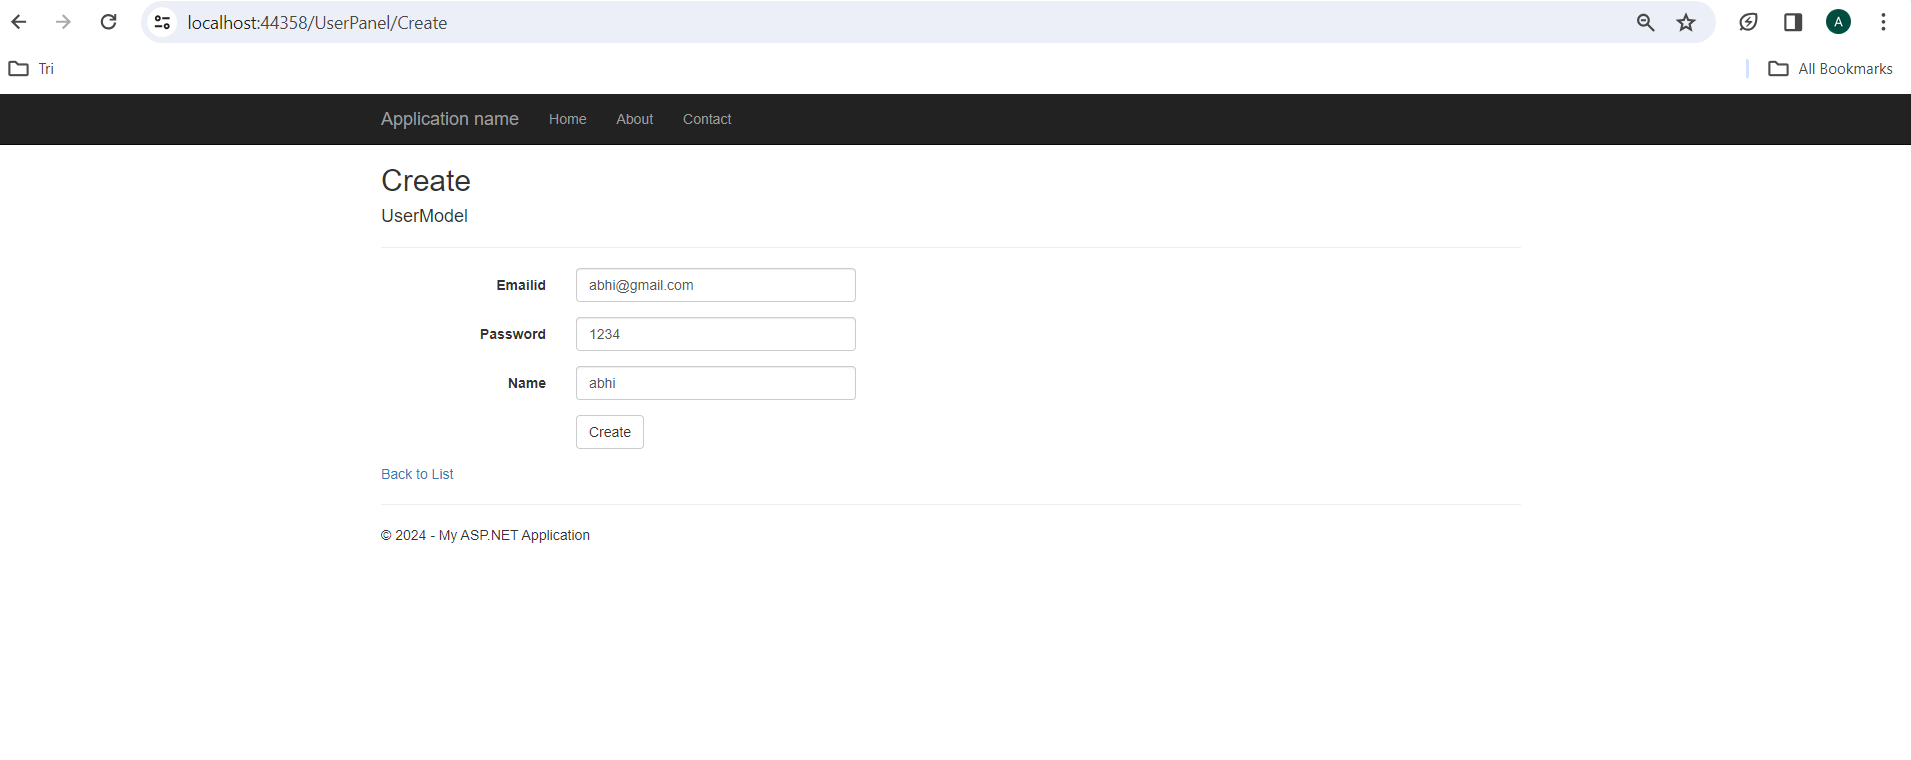 localhost:44358/UserPanel/Create
A
Tri
All Bookmarks
Application name Home About Contact
Create
UserModel
Emailid abhi@gmail.com
Password 1234
Name abhi
Create
Back to List
© 2024 - My ASP.NET Application